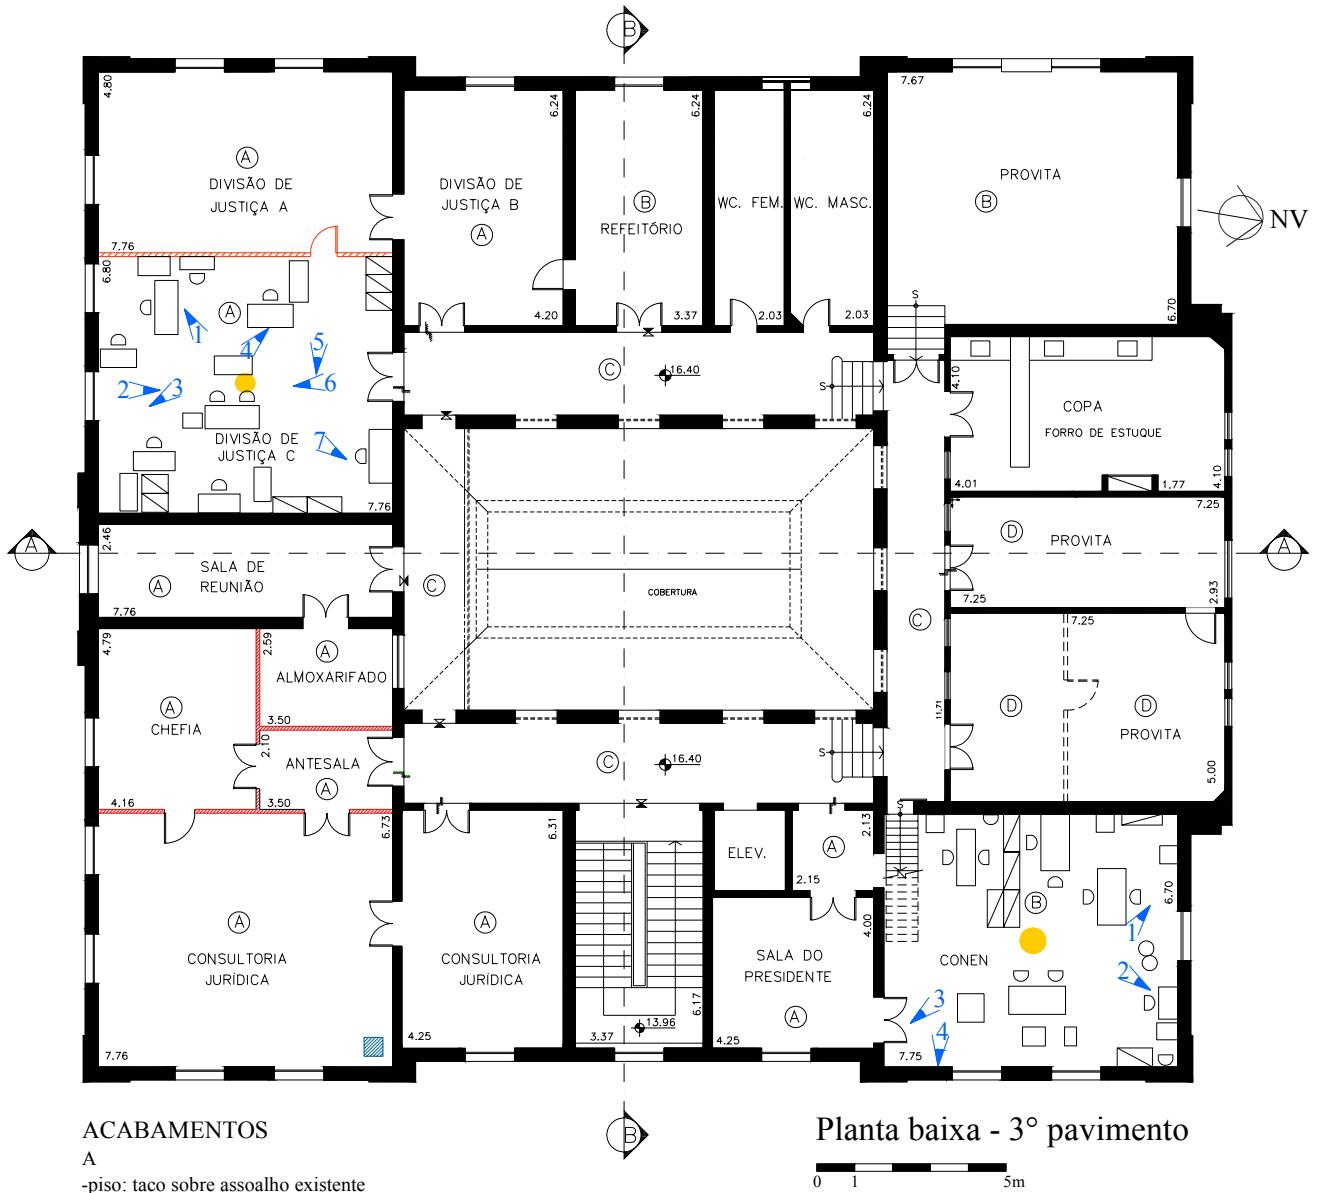 B
4.80
6.24
6.24
6.24
7.67
A
DIVISÃO DE
JUSTIÇA A
DIVISÃO DE
JUSTIÇA B
A
B
REFEITÓRIO
WC. FEM.
WC. MASC.
PROVITA
B
NV
7.76
6.80
4.20
3.37
2.03
2.03
6.70
S
A
1
4
5
6
2
3
7
DIVISÃO DE
JUSTIÇA C
7.76
C
16.40
S
4.10
COPA
FORRO DE ESTUQUE
4.01
1.77
4.10
7.25
A
2.46
SALA DE
REUNIÃO
A
7.76
C
COBERTURA
D
PROVITA
7.25
2.93
A
4.79
2.59
A
ALMOXARIFADO
3.50
A
CHEFIA
4.16
2.10
ANTESALA
A
3.50
C
7.25
11.71
D
D
PROVITA
5.00
C
16.40
S
6.73
6.31
2.13
S
ELEV.
A
2.15
A
CONSULTORIA
JURÍDICA
7.76
A
CONSULTORIA
JURÍDICA
4.25
6.17
13.96
3.37
4.00
SALA DO
PRESIDENTE
A
4.25
B
CONEN
6.70
1
2
3
4
7.75
B
ACABAMENTOS
A
-piso: taco sobre assoalho existente
Planta baixa - 3° pavimento
0 1 5m